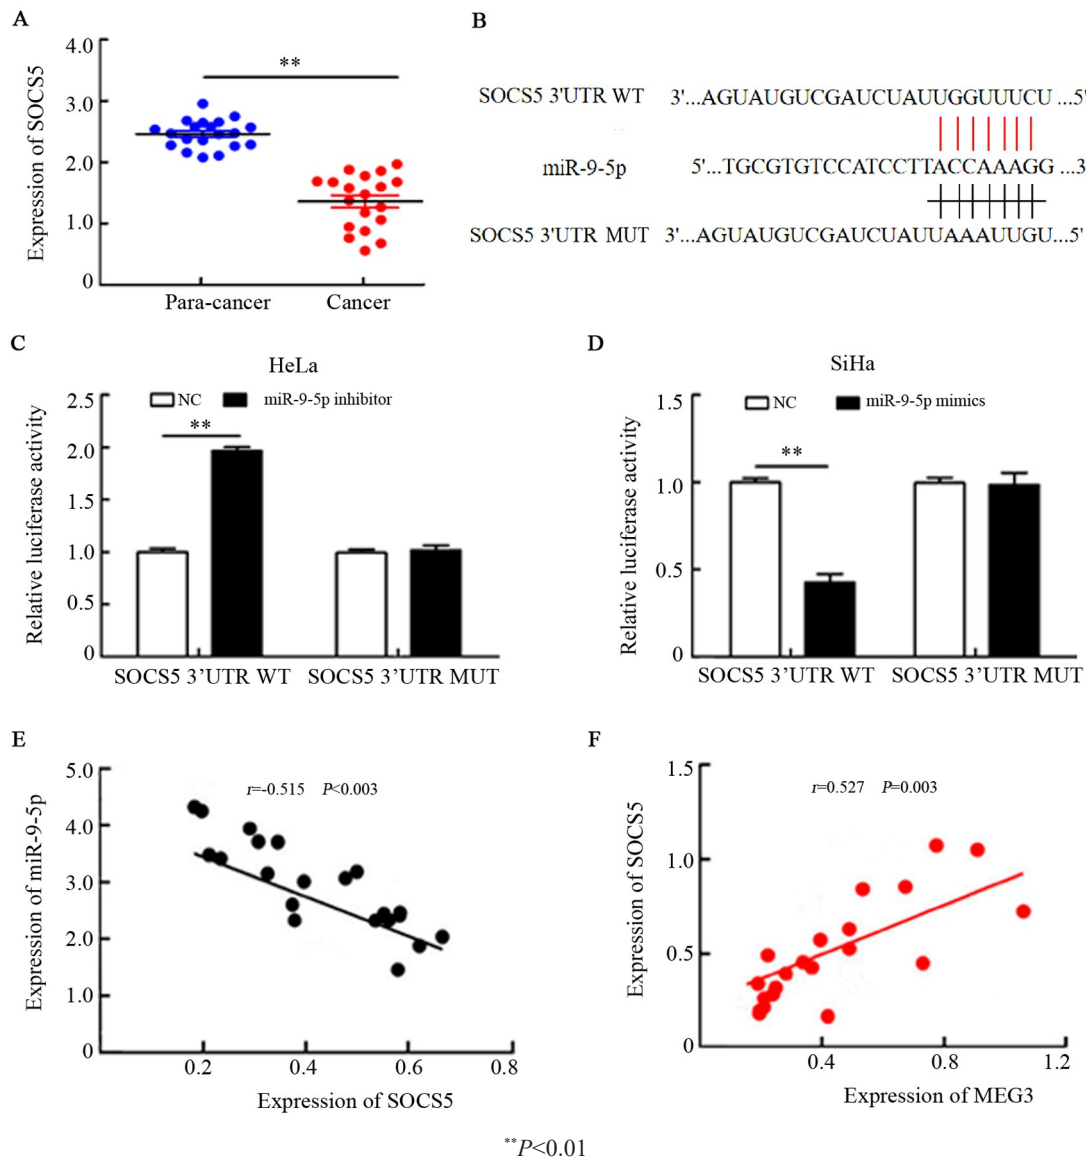 A
Expression of SOCS5
4.0
3.0
2.0
1.0
0
**
Para-cancer
Cancer
B
SOCS5 3'UTR WT 3'...AGUAUGUCGAUCUAUUGGUUUCU ...5'
miR-9-5p 5'...TGCGTGTCCATCCTTACCAAAGG ...3
SOCS5 3'UTR MUT 3'...AGUAUGUCGAUCUAUUAAAUUGU...5'
C
HeLa
Relative luciferase activity
2.5
2.0
1.5
1.0
0.5
0
NC
miR-9-5p inhibitor
**
SOCS5 3’UTR WT
SOCS5 3’UTR MUT
D
SiHa
Relative luciferase activity
1.5
1.0
0.5
0
NC
miR-9-5p mimics
**
SOCS5 3’UTR WT
SOCS5 3’UTR MUT
E
Expression of miR-9-5p
5.0
4.0
3.0
2.0
1.0
0
r=-0.515 P<0.003
0.2
0.4
0.6
0.8
Expression of SOCS5
F
Expression of SOCS5
1.5
1.0
0.5
0
r=0.527 P=0.003
0.4
0.8
1.2
Expression of MEG3
**P<0.01